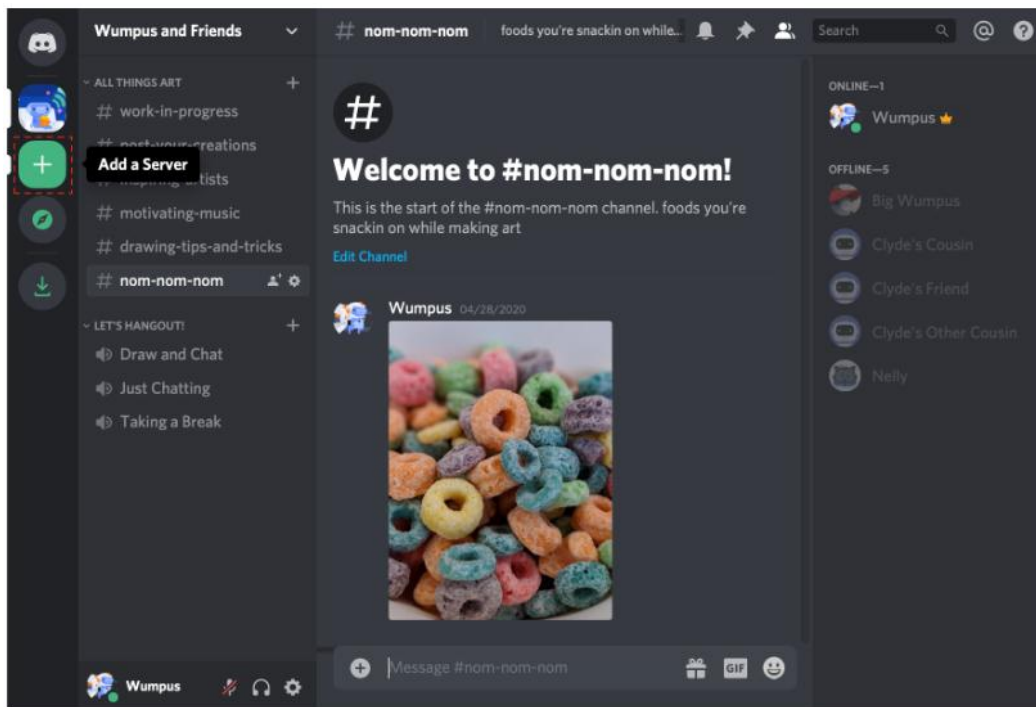 Wumpus and Friends
ALL THINGS ART
work-in-progress
post-your-creations
Add a Server
inspiring-artists
motivating-music
drawing-tips-and-tricks
nom-nom-nom
LET'S HANGOUT!
Draw and Chat
Just Chatting
Taking a Break
Wumpus
# nom-nom-nom
foods you're snackin on while...
Search
#
Welcome to #nom-nom-nom!
This is the start of the #nom-nom-nom channel. foods you're
snackin on while making art
Edit Channel
Wumpus 04/28/2020
Message #nom-nom-nom
GIF
ONLINE—1
Wumpus
OFFLINE—5
Big Wumpus
Clyde's Cousin
Clyde's Friend
Clyde's Other Cousin
Nelly